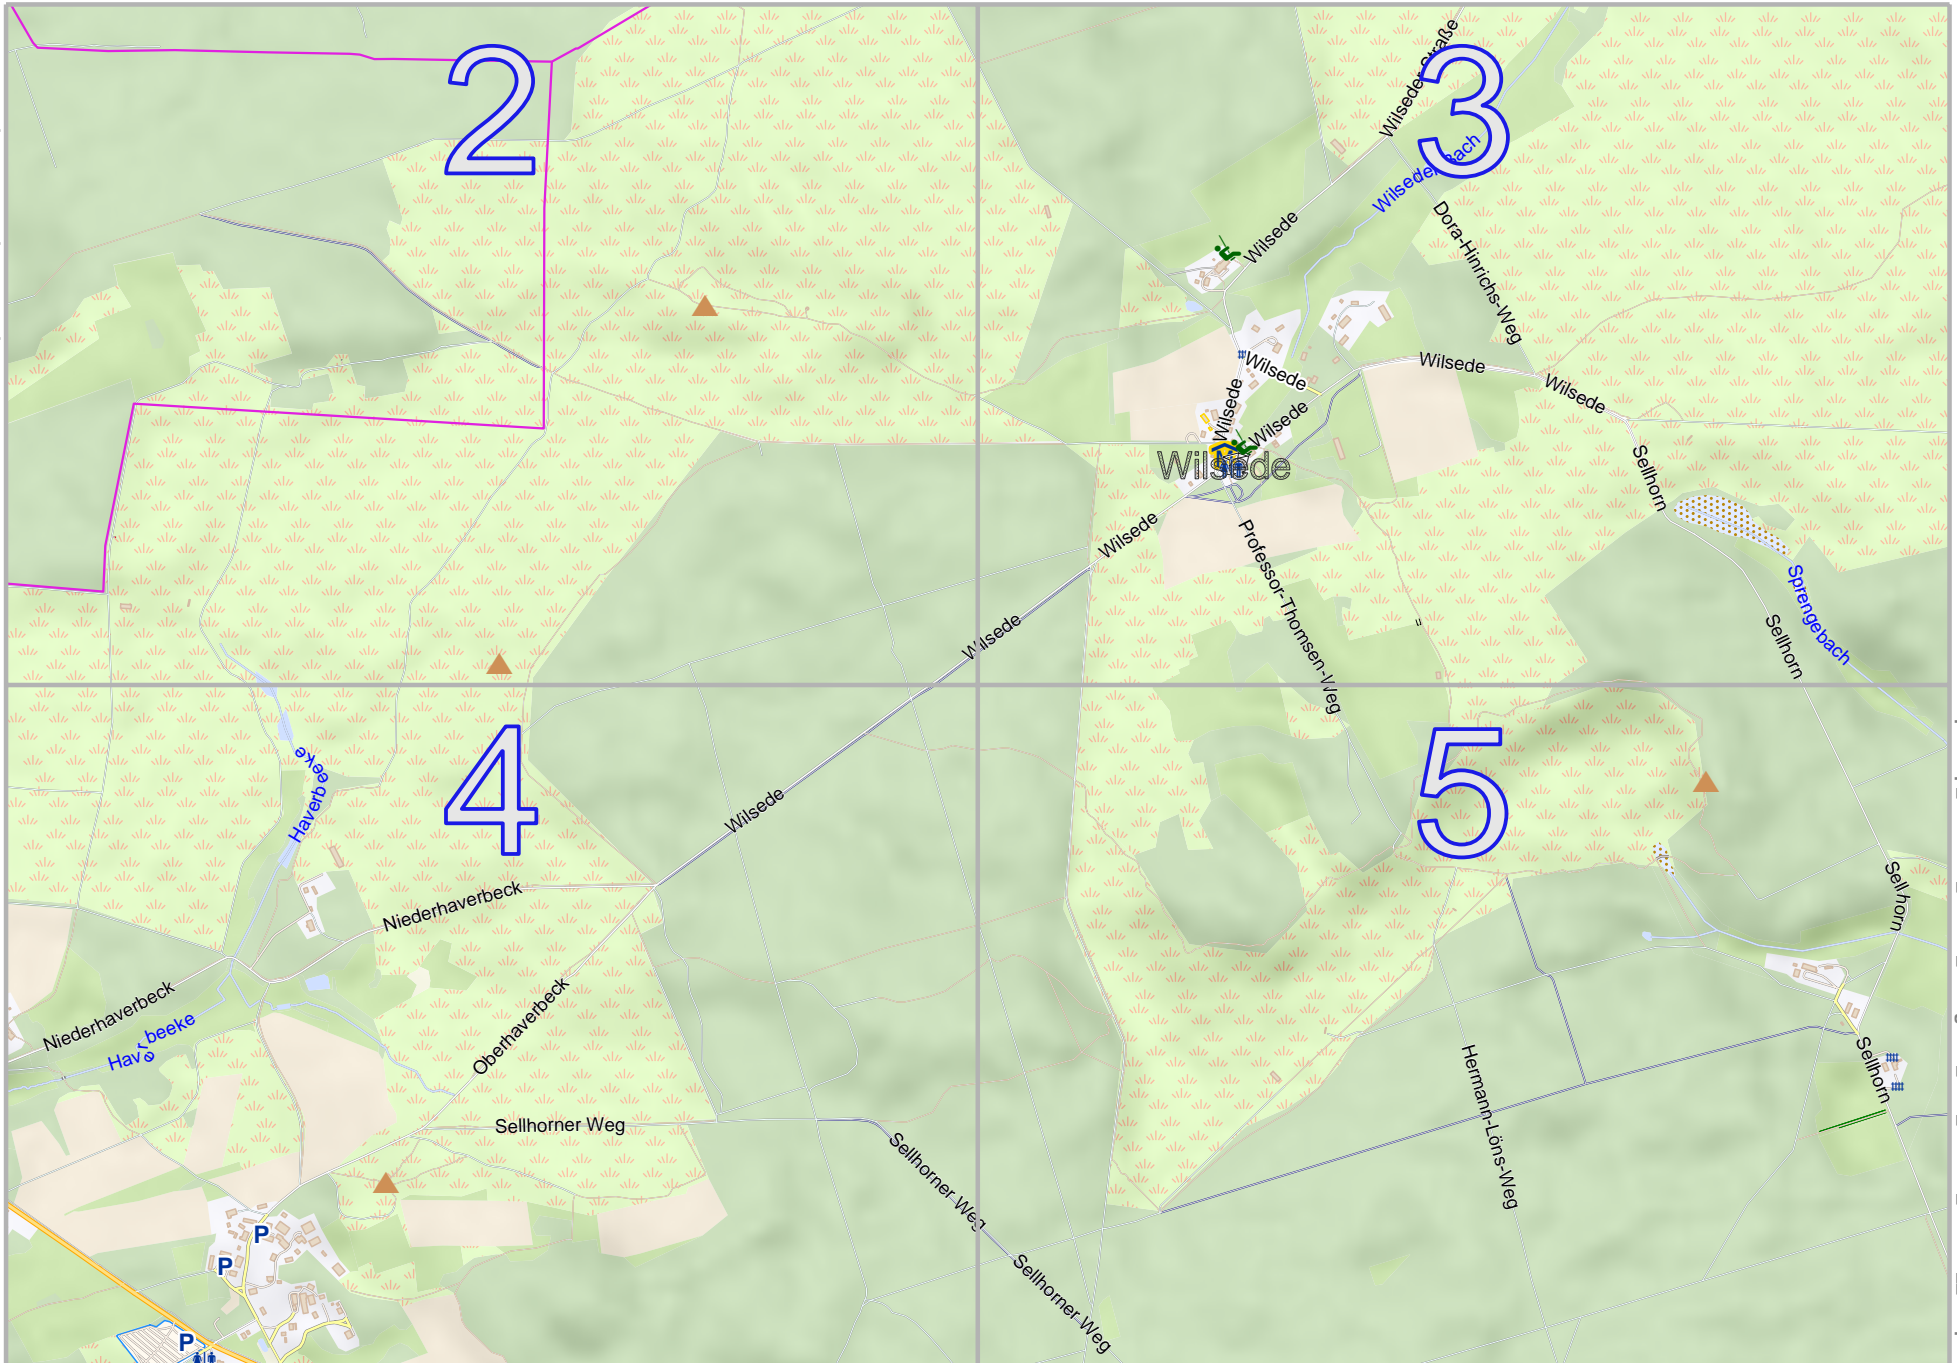 2
3
Wilseder Straße
Wilseder Bach
Dora-Hinrichs-Weg
Wilsede
Wilsede
Wilsede
Wilsede
Wilsede
Wilsede
Wilsede
Wilsede
Sellhorn
Wilsede
Professor-Thomsen-Weg
Sprengebach
Sellhorn
Wilsede
4
5
Haverbeeke
Wilsede
Niederhaverbeck
Sellhorn
Niederhaverbeck
Haverbeeke
Oberhaverbeck
Sellhorner Weg
Hermann-Löns-Weg
Sellhorn
Sellhorner Weg
Sellhorner Weg
P
P
P